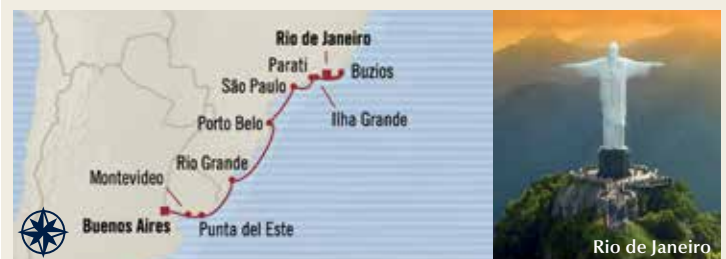 Rio de Janeiro
Parati
Buzios
São Paulo
Ilha Grande
Porto Belo
Rio Grande
Montevideo
Buenos Aires
Punta del Este
Rio de Janeiro